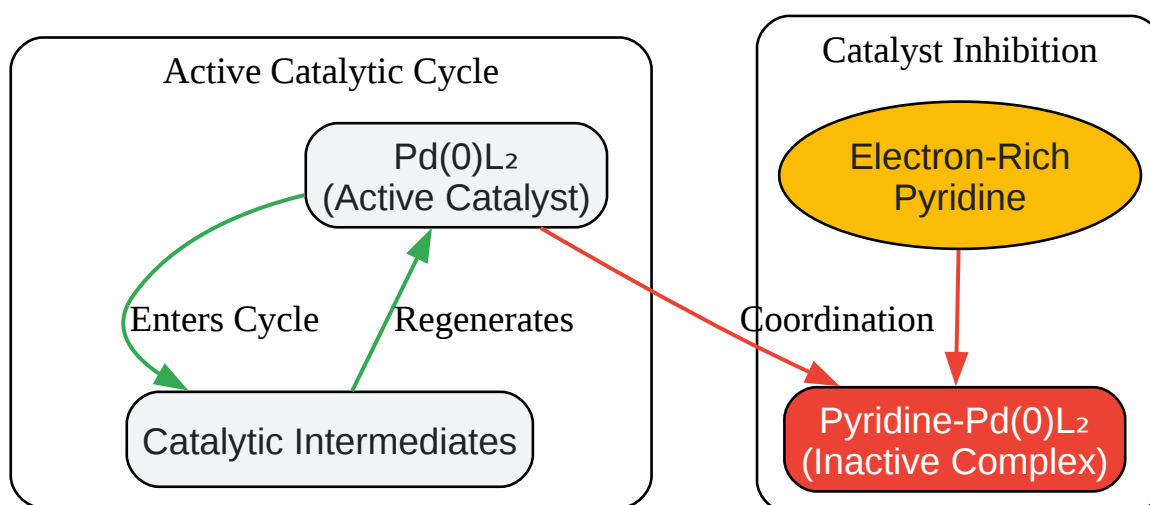 Active Catalytic Cycle
Pd(0)L₂
(Active Catalyst)
Enters Cycle
Regenerates
Catalytic Intermediates
Catalyst Inhibition
Electron-Rich
Pyridine
Coordination
Pyridine-Pd(0)L₂
(Inactive Complex)